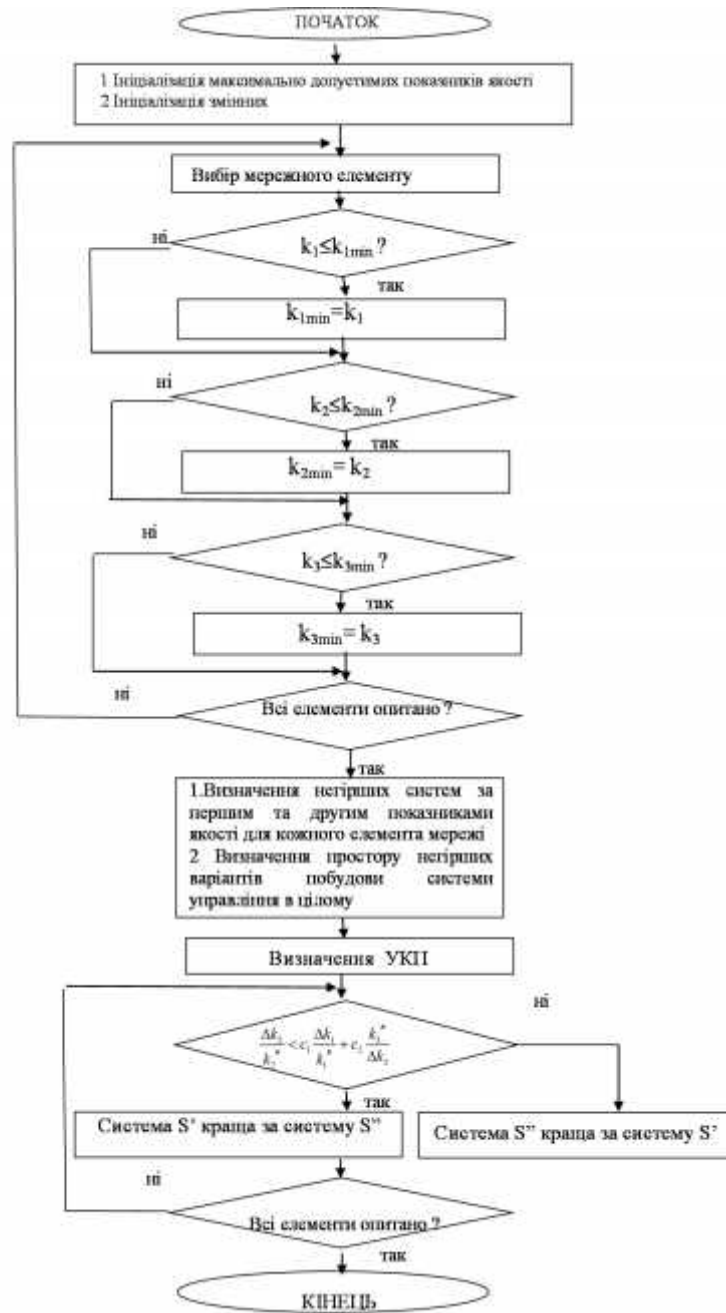 ПОЧАТОК
1 Ініціалізація максимально допустимих показників якості
2 Ініціалізація змінних
Вибір мережного елементу
ні
k₁≤k₁min ?
так
k₁min=k₁
ні
k₂≤k₂min ?
так
k₂min= k₂
ні
k₃≤k₃min ?
так
k₃min= k₃
ні
Всі елементи опитано ?
так
1.Визначення негірших систем за
першим та другим показниками
якості для кожного елемента мережі
2 Визначення простору негірших
варіантів побудови системи
управління в цілому
Визначення УКП
ні
так
Система S' краща за систему S"
Система S" краща за систему S'
ні
Всі елементи опитано ?
так
КІНЕЦЬ